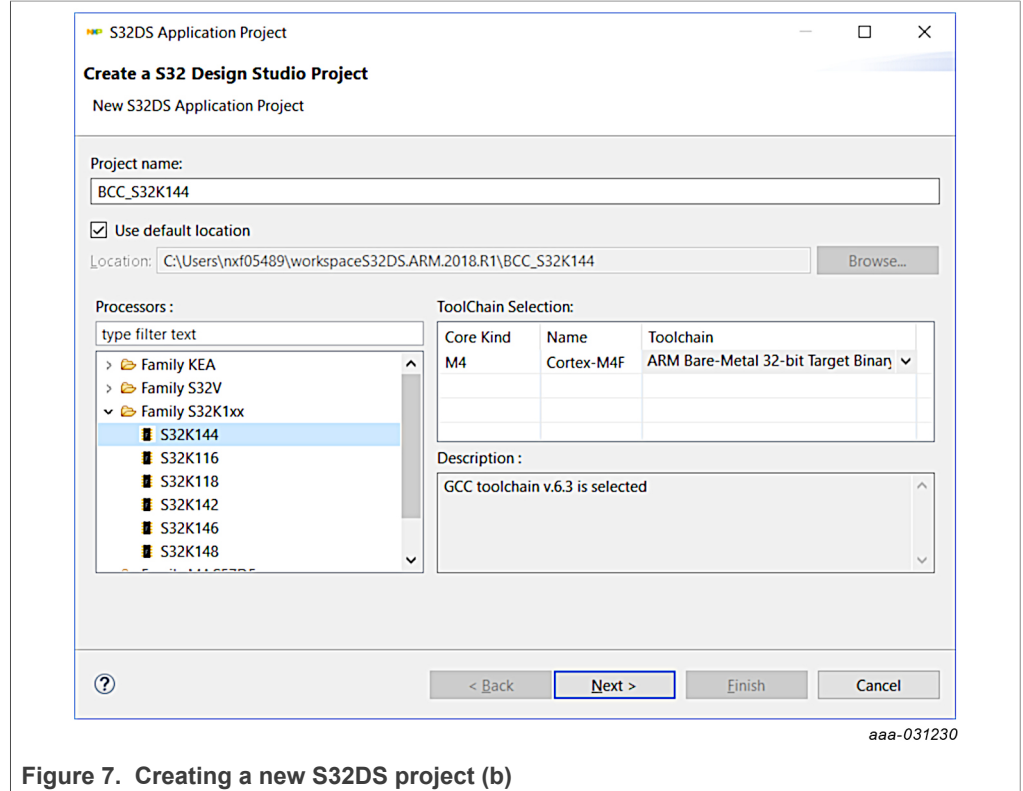 S32DS Application Project
Create a S32 Design Studio Project
New S32DS Application Project
Project name:
BCC_S32K144
Use default location
Location: C:\Users\nxf05489\workspaceS32DS.ARM.2018.R1\BCC_S32K144 Browse...
Processors :
type filter text
Family KEA
Family S32V
Family S32K1xx
S32K144
S32K116
S32K118
S32K142
S32K146
S32K148
ToolChain Selection:
Core Kind Name Toolchain
M4 Cortex-M4F ARM Bare-Metal 32-bit Target Binary
Description :
GCC toolchain v.6.3 is selected
< Back Next > Finish Cancel
aaa-031230
Figure 7. Creating a new S32DS project (b)